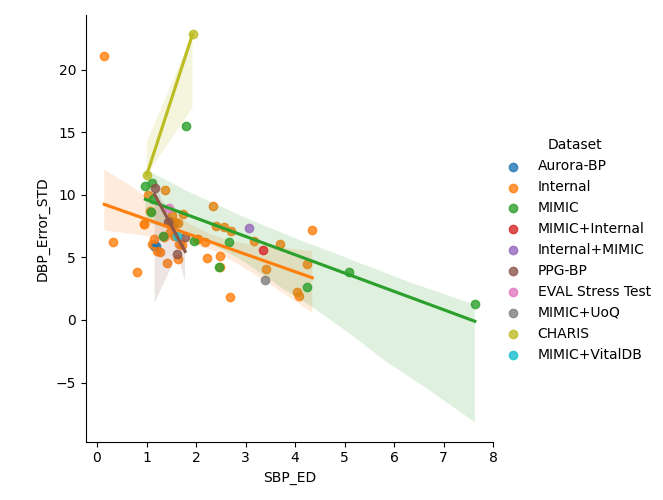 DBP_Error_STD
20
15
10
5
0
−5
0 1 2 3 4 5 6 7 8
SBP_ED
Dataset
Aurora-BP
Internal
MIMIC
MIMIC+Internal
Internal+MIMIC
PPG-BP
EVAL Stress Test
MIMIC+UoQ
CHARIS
MIMIC+VitalDB